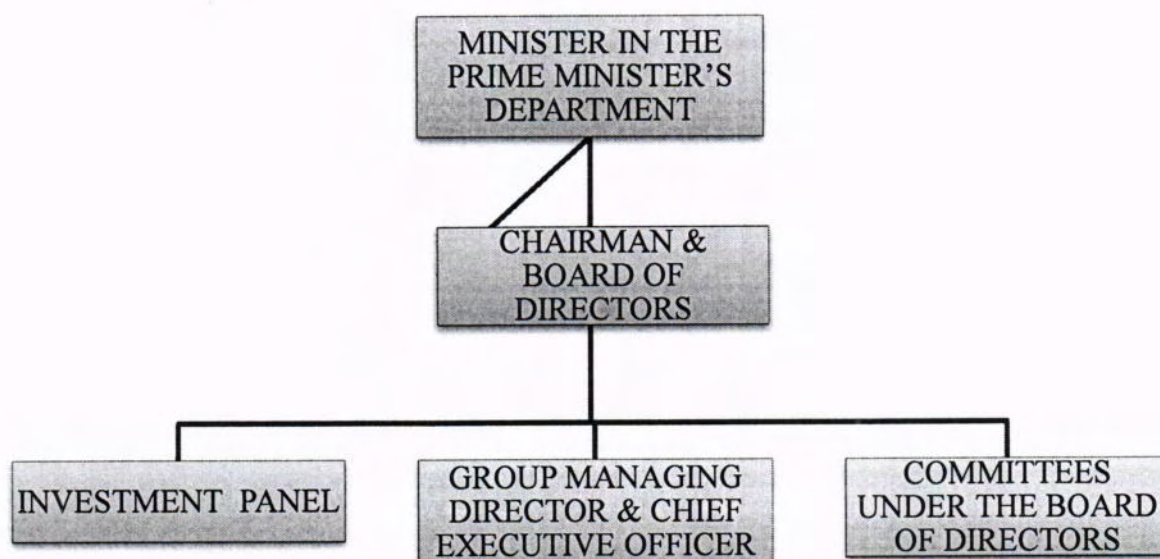 MINISTER IN THE
PRIME MINISTER'S
DEPARTMENT
CHAIRMAN &
BOARD OF
DIRECTORS
INVESTMENT PANEL
GROUP MANAGING
DIRECTOR & CHIEF
EXECUTIVE OFFICER
COMMITTEES
UNDER THE BOARD
OF DIRECTORS